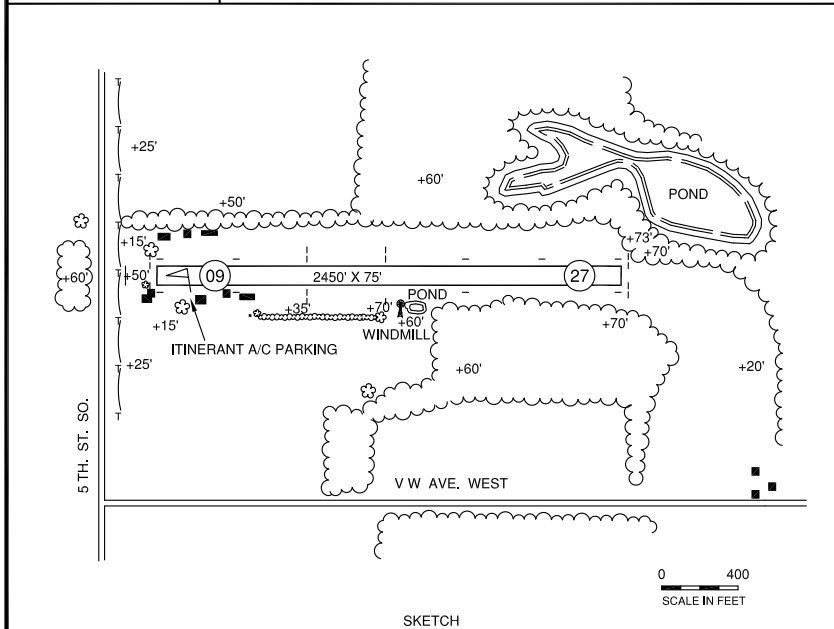 +25'
+50'
+60'
POND
+15'
+73'
+70'
+60'
+50'
09
2450' X 75'
27
POND
+15'
+35'
+70'
+60'
WINDMILL
+70'
ITINERANT A/C PARKING
+25'
+60'
+20'
5 TH. ST. SO.
V W AVE. WEST
0 400
SCALE IN FEET
SKETCH